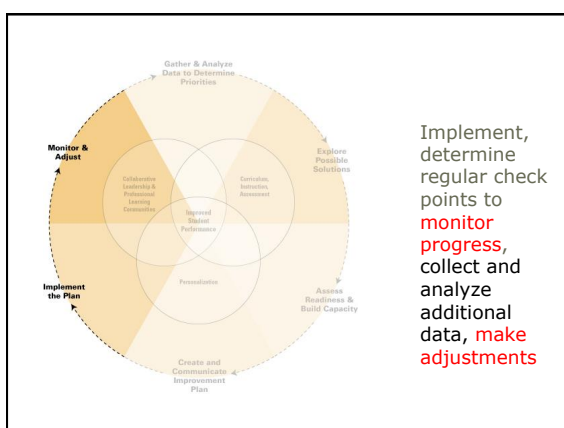 Gather & Analyze
Data to Determine
Priorities
Monitor &
Adjust
Explore
Possible
Solutions
Collaborative
Leadership &
Professional
Learning
Communities
Curriculum,
Instruction,
Assessment
Improved
Student
Performance
Personalization
Implement
the Plan
Assess
Readiness &
Build Capacity
Create and
Communicate
Improvement
Plan
Implement,
determine
regular check
points to
monitor
progress,
collect and
analyze
additional
data, make
adjustments